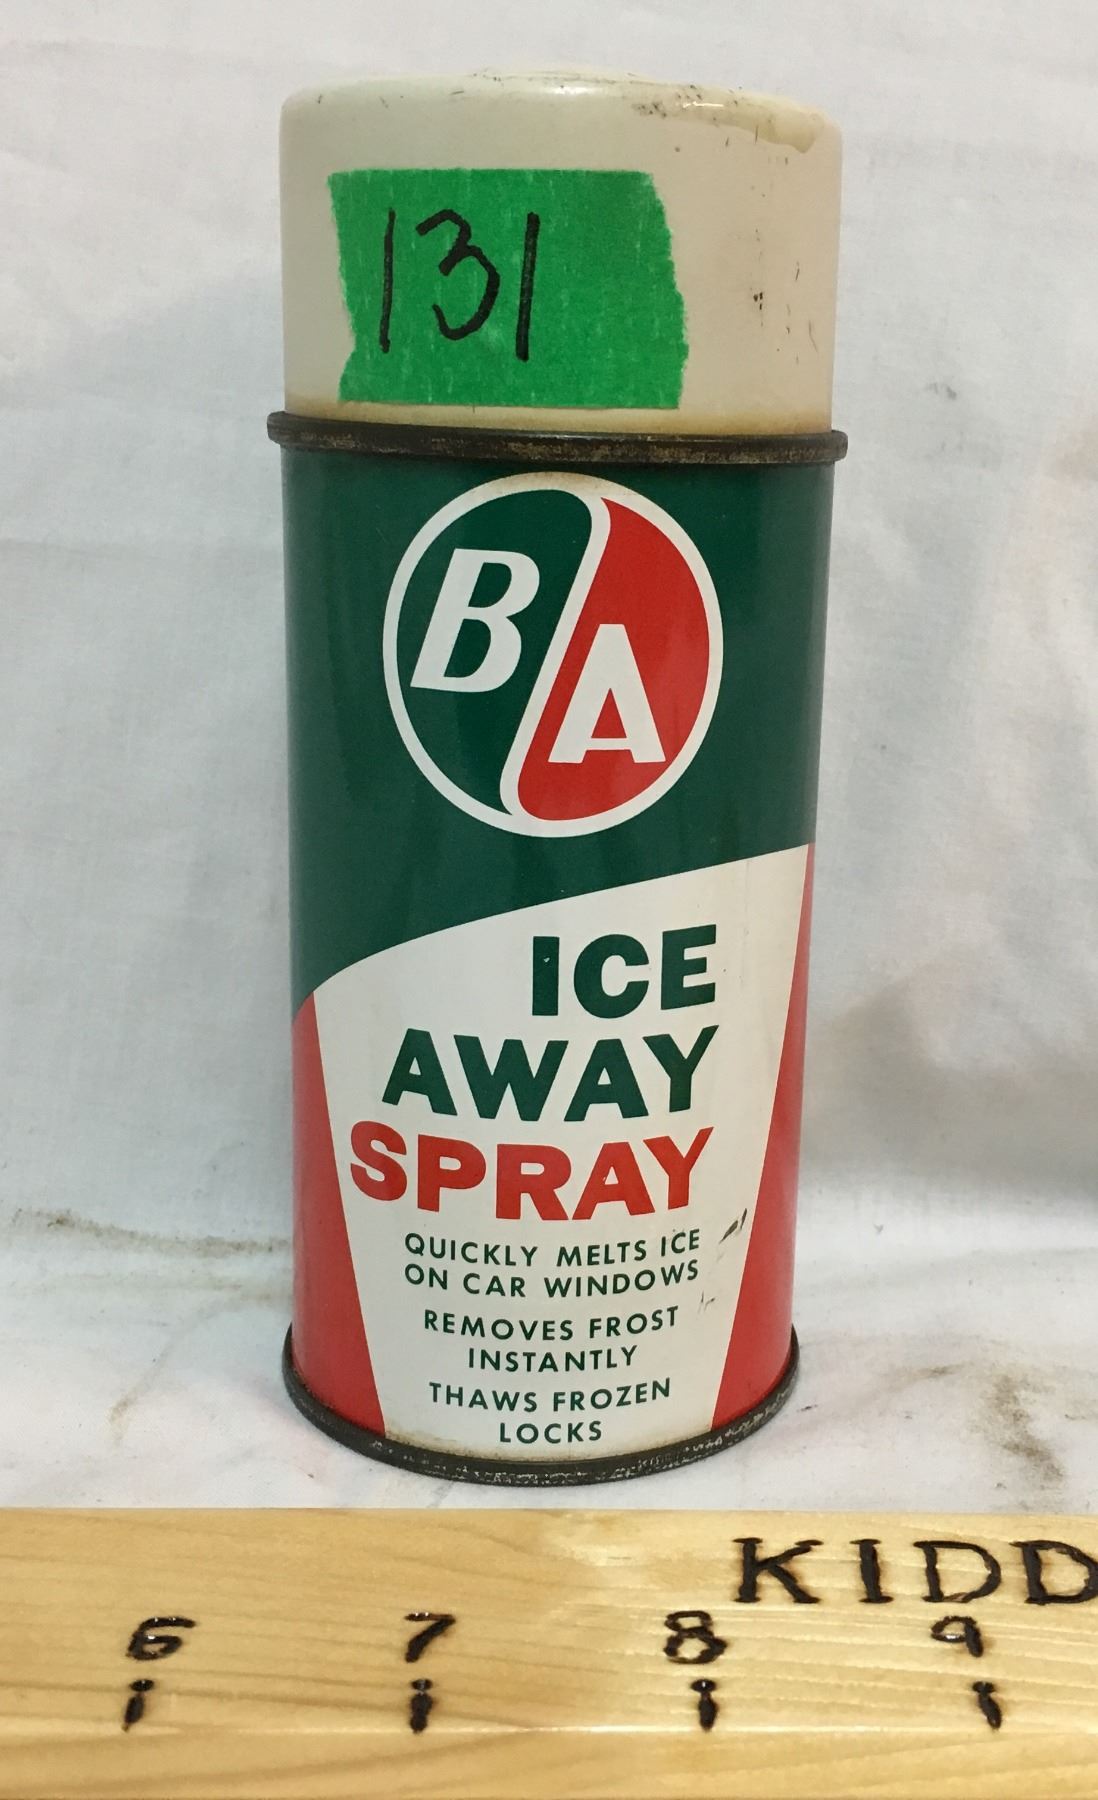 131
B A
ICE
AWAY
SPRAY
QUICKLY MELTS ICE
ON CAR WINDOWS
REMOVES FROST
INSTANTLY
THAWS FROZEN
LOCKS
KIDD
6 7 8 9